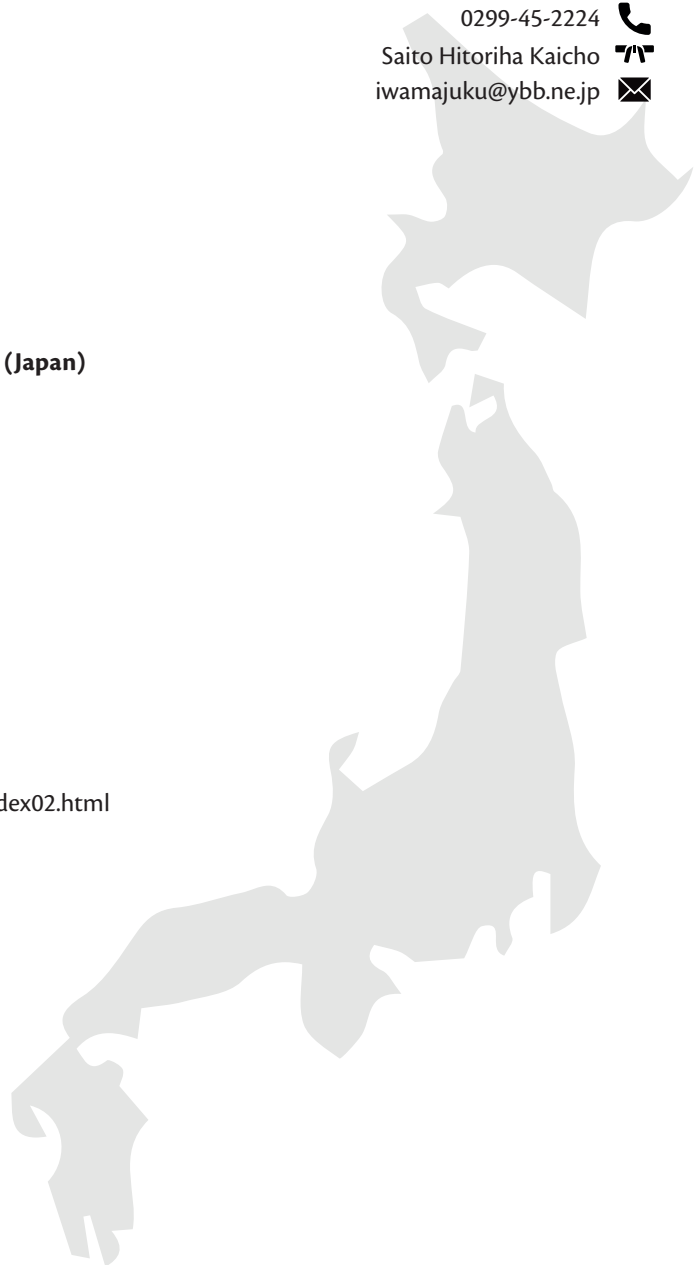 0299-45-2224
Saito Hitoriha Kaicho
iwamajuku@ybb.ne.jp
(Japan)
dex02.html